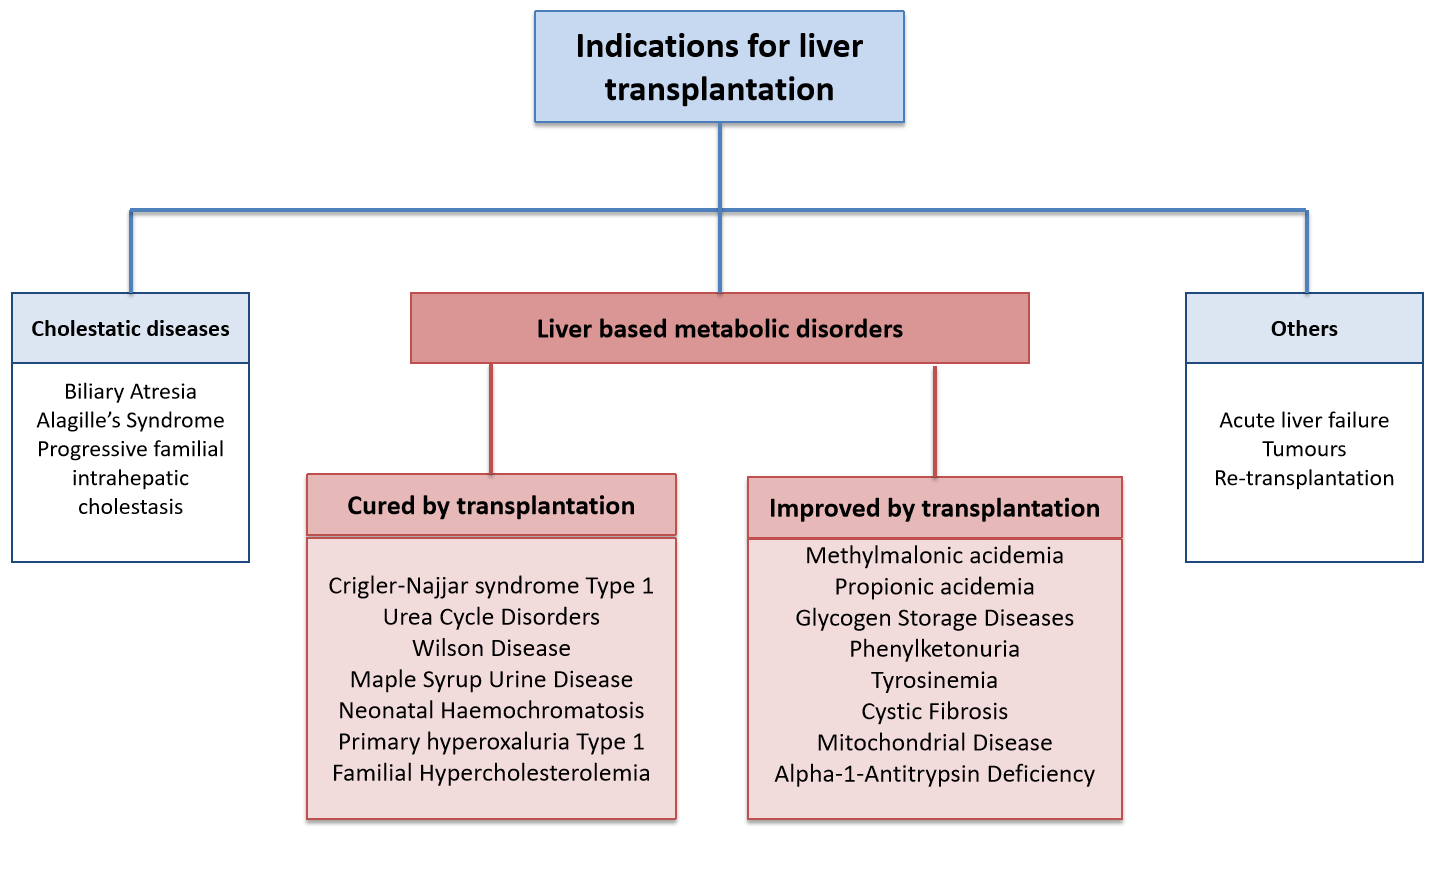 Indications for liver
transplantation
Cholestatic diseases
Biliary Atresia
Alagille’s Syndrome
Progressive familial
intrahepatic
cholestasis
Liver based metabolic disorders
Cured by transplantation
Crigler-Najjar syndrome Type 1
Urea Cycle Disorders
Wilson Disease
Maple Syrup Urine Disease
Neonatal Haemochromatosis
Primary hyperoxaluria Type 1
Familial Hypercholesterolemia
Improved by transplantation
Methylmalonic acidemia
Propionic acidemia
Glycogen Storage Diseases
Phenylketonuria
Tyrosinemia
Cystic Fibrosis
Mitochondrial Disease
Alpha-1-Antitrypsin Deficiency
Others
Acute liver failure
Tumours
Re-transplantation